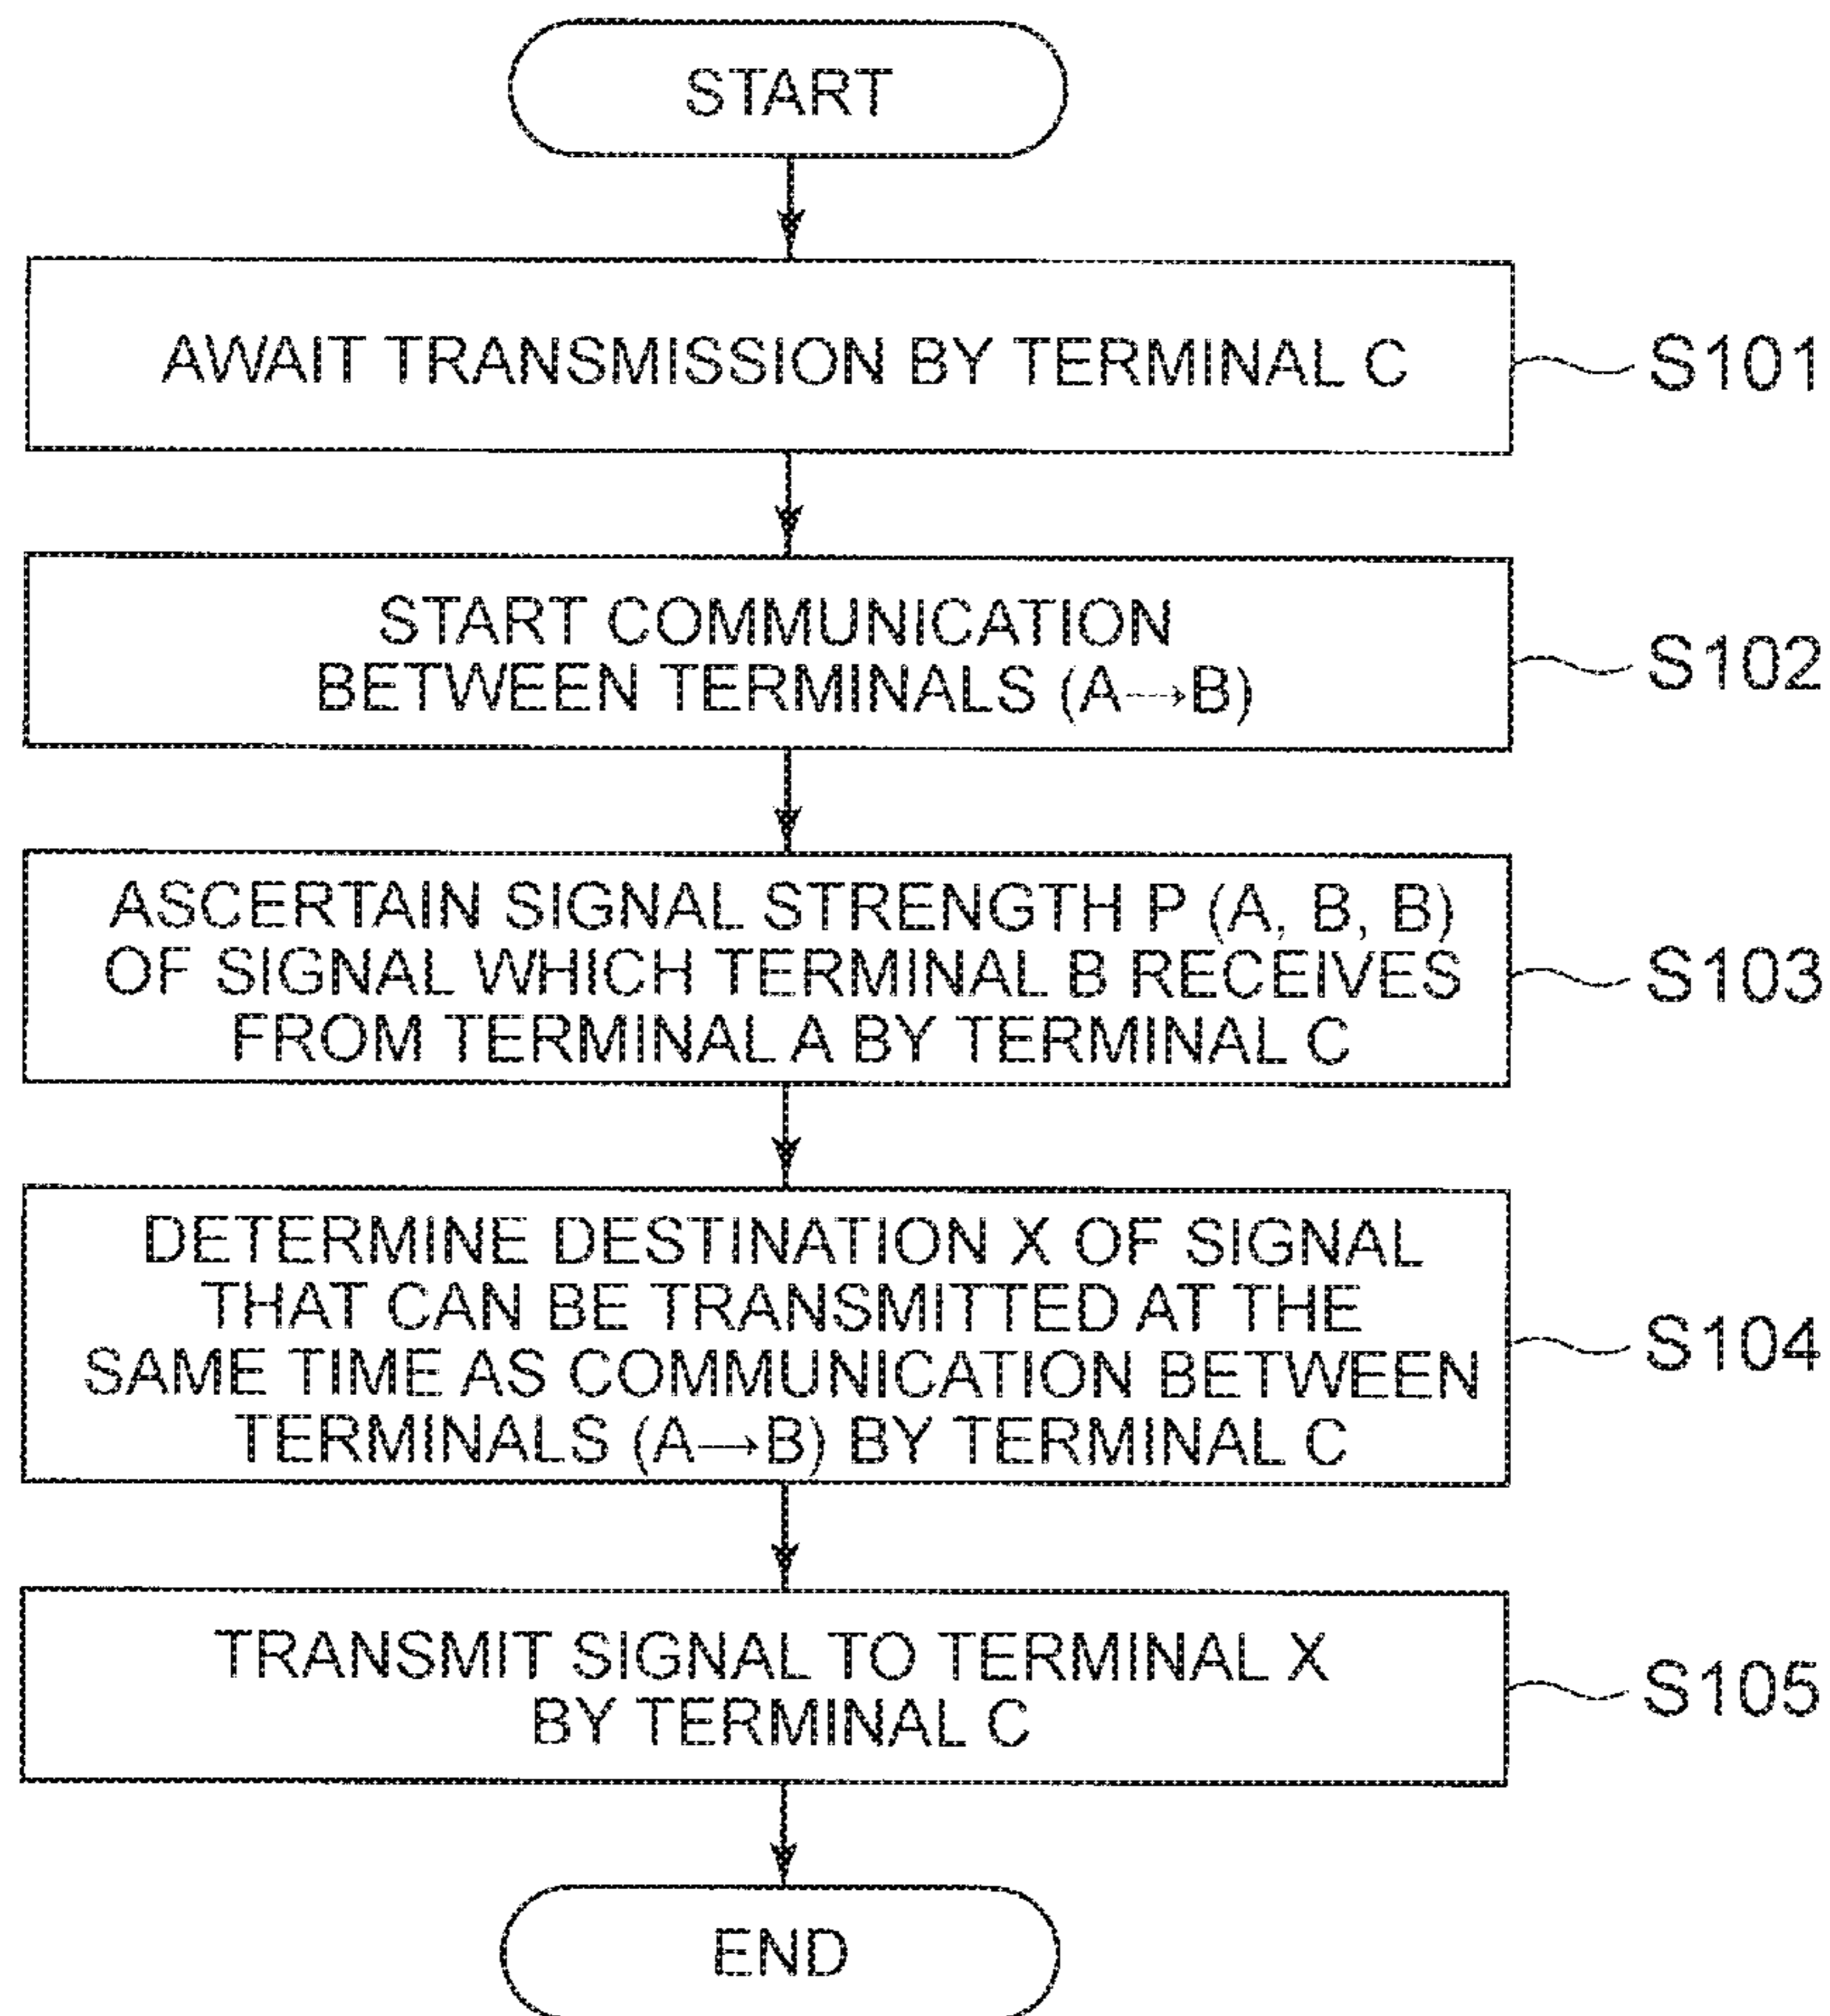 START
AWAIT TRANSMISSION BY TERMINAL C
S101
START COMMUNICATION
BETWEEN TERMINALS (A→B)
S102
ASCERTAIN SIGNAL STRENGTH P (A, B, B)
OF SIGNAL WHICH TERMINAL B RECEIVES
FROM TERMINAL A BY TERMINAL C
S103
DETERMINE DESTINATION X OF SIGNAL
THAT CAN BE TRANSMITTED AT THE
SAME TIME AS COMMUNICATION BETWEEN
TERMINALS (A→B) BY TERMINAL C
S104
TRANSMIT SIGNAL TO TERMINAL X
BY TERMINAL C
S105
END